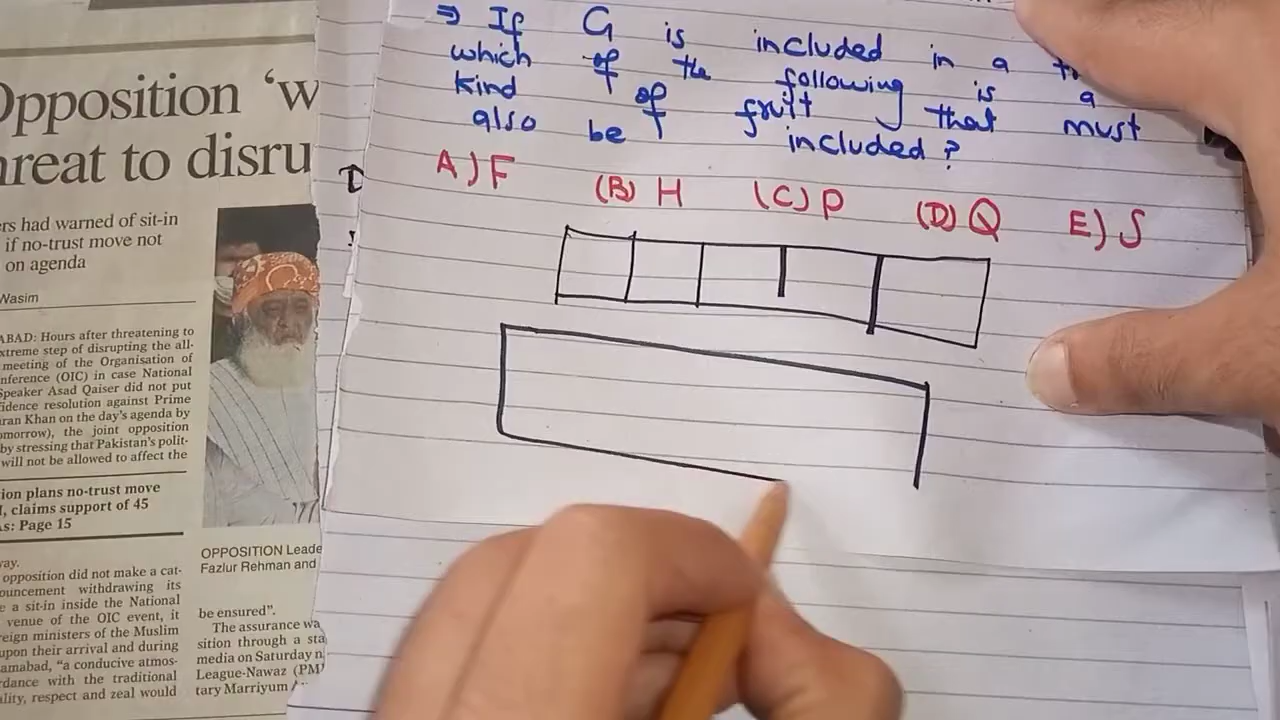 Opposition 'w
hreat to disru
ers had warned of sit-in
if no-trust move not
on agenda
Wasim
ABAD: Hours after threatening to
xtreme step of disrupting the all-
meeting of the Organisation of
nference (OIC) in case National
Speaker Asad Qaiser did not put
fidence resolution against Prime
ran Khan on the day's agenda by
omorrow), the joint opposition
by stressing that Pakistan's polit-
will not be allowed to affect the
ion plans no-trust move
l, claims support of 45
As: Page 15
way.
opposition did not make a cat-
ouncement withdrawing its
e a sit-in inside the National
venue of the OIC event, it
reign ministers of the Muslim
upon their arrival and during
amabad, "a conducive atmos-
rdance with the traditional
ality, respect and zeal would
OPPOSITION Leade
Fazlur Rehman and
be ensured".
The assurance wa
sition through a sta
media on Saturday n
League-Nawaz (PM
tary Marriyum A
⇒ If G is included in a
which of the following is a
kind of fruit that must
also be included?
A) F (B) H (C) P (D) Q E) S